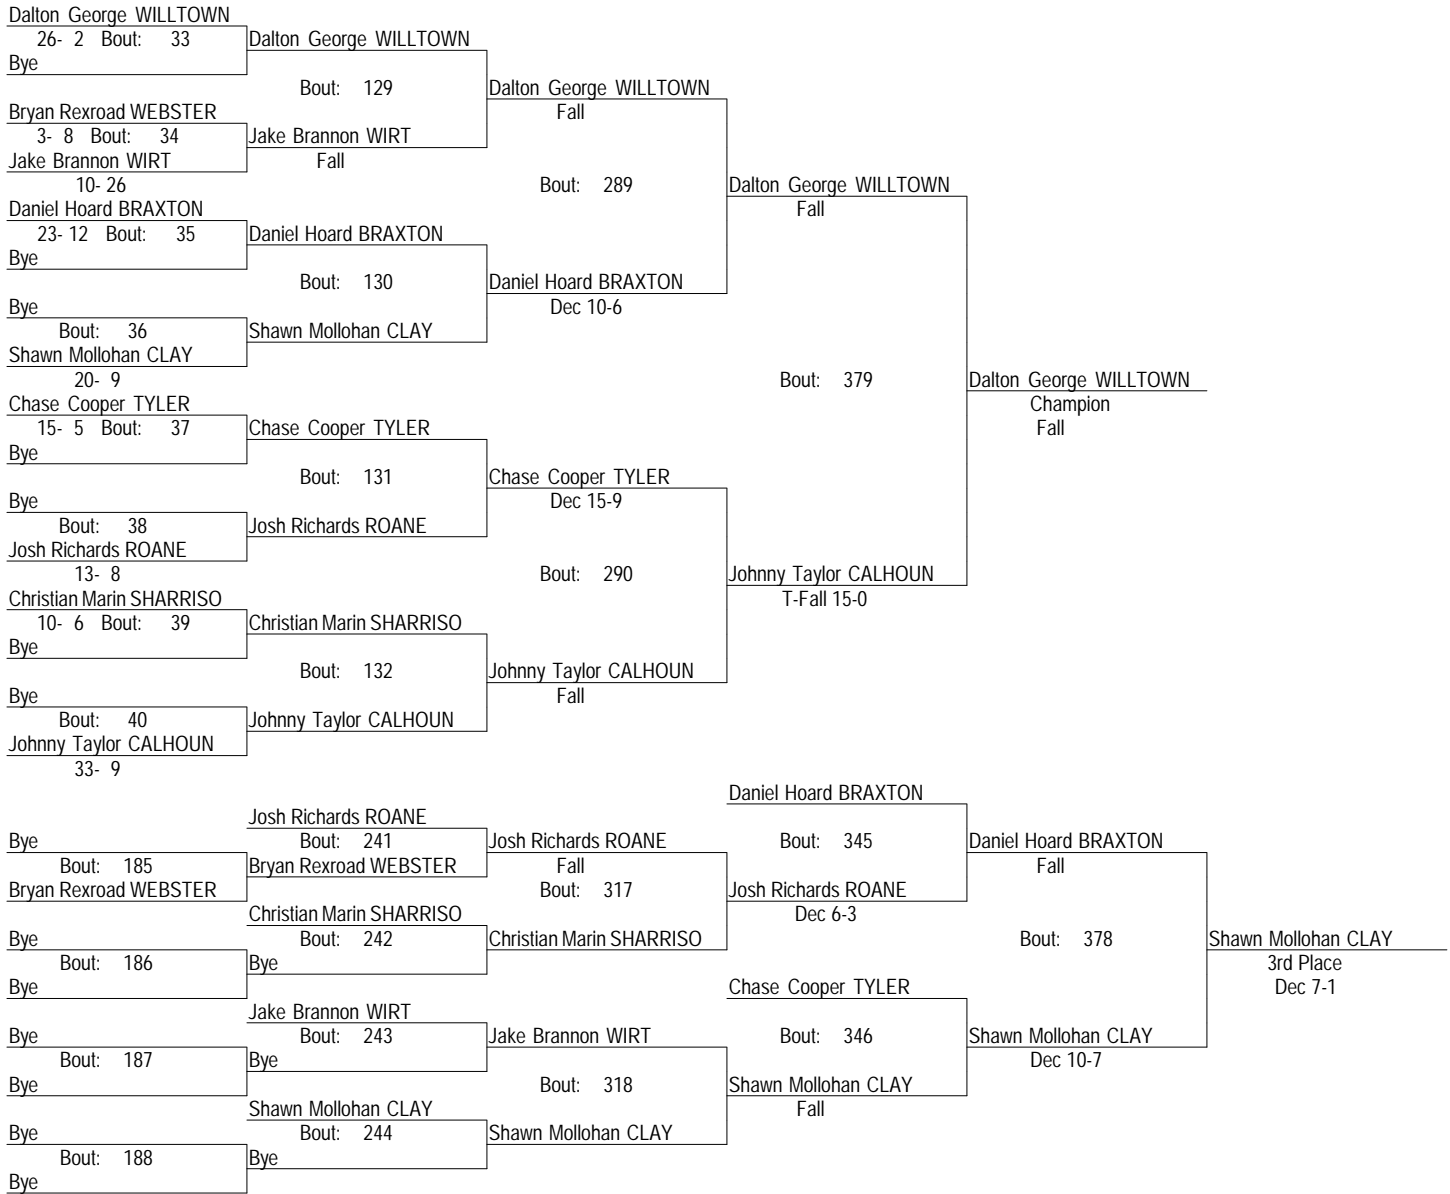 Dalton George WILLTOWN
26- 2 Bout: 33
Dalton George WILLTOWN
Bye
Bout: 129
Dalton George WILLTOWN
Bryan Rexroad WEBSTER
Fall
3- 8 Bout: 34
Jake Brannon WIRT
Jake Brannon WIRT
Fall
10- 26
Bout: 289
Dalton George WILLTOWN
Daniel Hoard BRAXTON
Fall
23- 12 Bout: 35
Daniel Hoard BRAXTON
Bye
Bout: 130
Daniel Hoard BRAXTON
Bye
Dec 10-6
Bout: 36
Shawn Mollohan CLAY
Shawn Mollohan CLAY
20- 9
Bout: 379
Dalton George WILLTOWN
Chase Cooper TYLER
Champion
15- 5 Bout: 37
Chase Cooper TYLER
Fall
Bye
Bout: 131
Chase Cooper TYLER
Bye
Dec 15-9
Bout: 38
Josh Richards ROANE
Josh Richards ROANE
13- 8
Bout: 290
Johnny Taylor CALHOUN
Christian Marin SHARRISO
T-Fall 15-0
10- 6 Bout: 39
Christian Marin SHARRISO
Bye
Bout: 132
Johnny Taylor CALHOUN
Bye
Fall
Bout: 40
Johnny Taylor CALHOUN
Johnny Taylor CALHOUN
33- 9
Daniel Hoard BRAXTON
Josh Richards ROANE
Bye
Bout: 241
Josh Richards ROANE
Bout: 345
Daniel Hoard BRAXTON
Bout: 185
Bryan Rexroad WEBSTER
Fall
Fall
Bryan Rexroad WEBSTER
Bout: 317
Josh Richards ROANE
Christian Marin SHARRISO
Dec 6-3
Bye
Bout: 242
Christian Marin SHARRISO
Bout: 378
Shawn Mollohan CLAY
Bout: 186
Bye
3rd Place
Bye
Chase Cooper TYLER
Dec 7-1
Jake Brannon WIRT
Bye
Bout: 243
Jake Brannon WIRT
Bout: 346
Shawn Mollohan CLAY
Bout: 187
Bye
Dec 10-7
Bye
Bout: 318
Shawn Mollohan CLAY
Shawn Mollohan CLAY
Fall
Bye
Bout: 244
Shawn Mollohan CLAY
Bout: 188
Bye
Bye